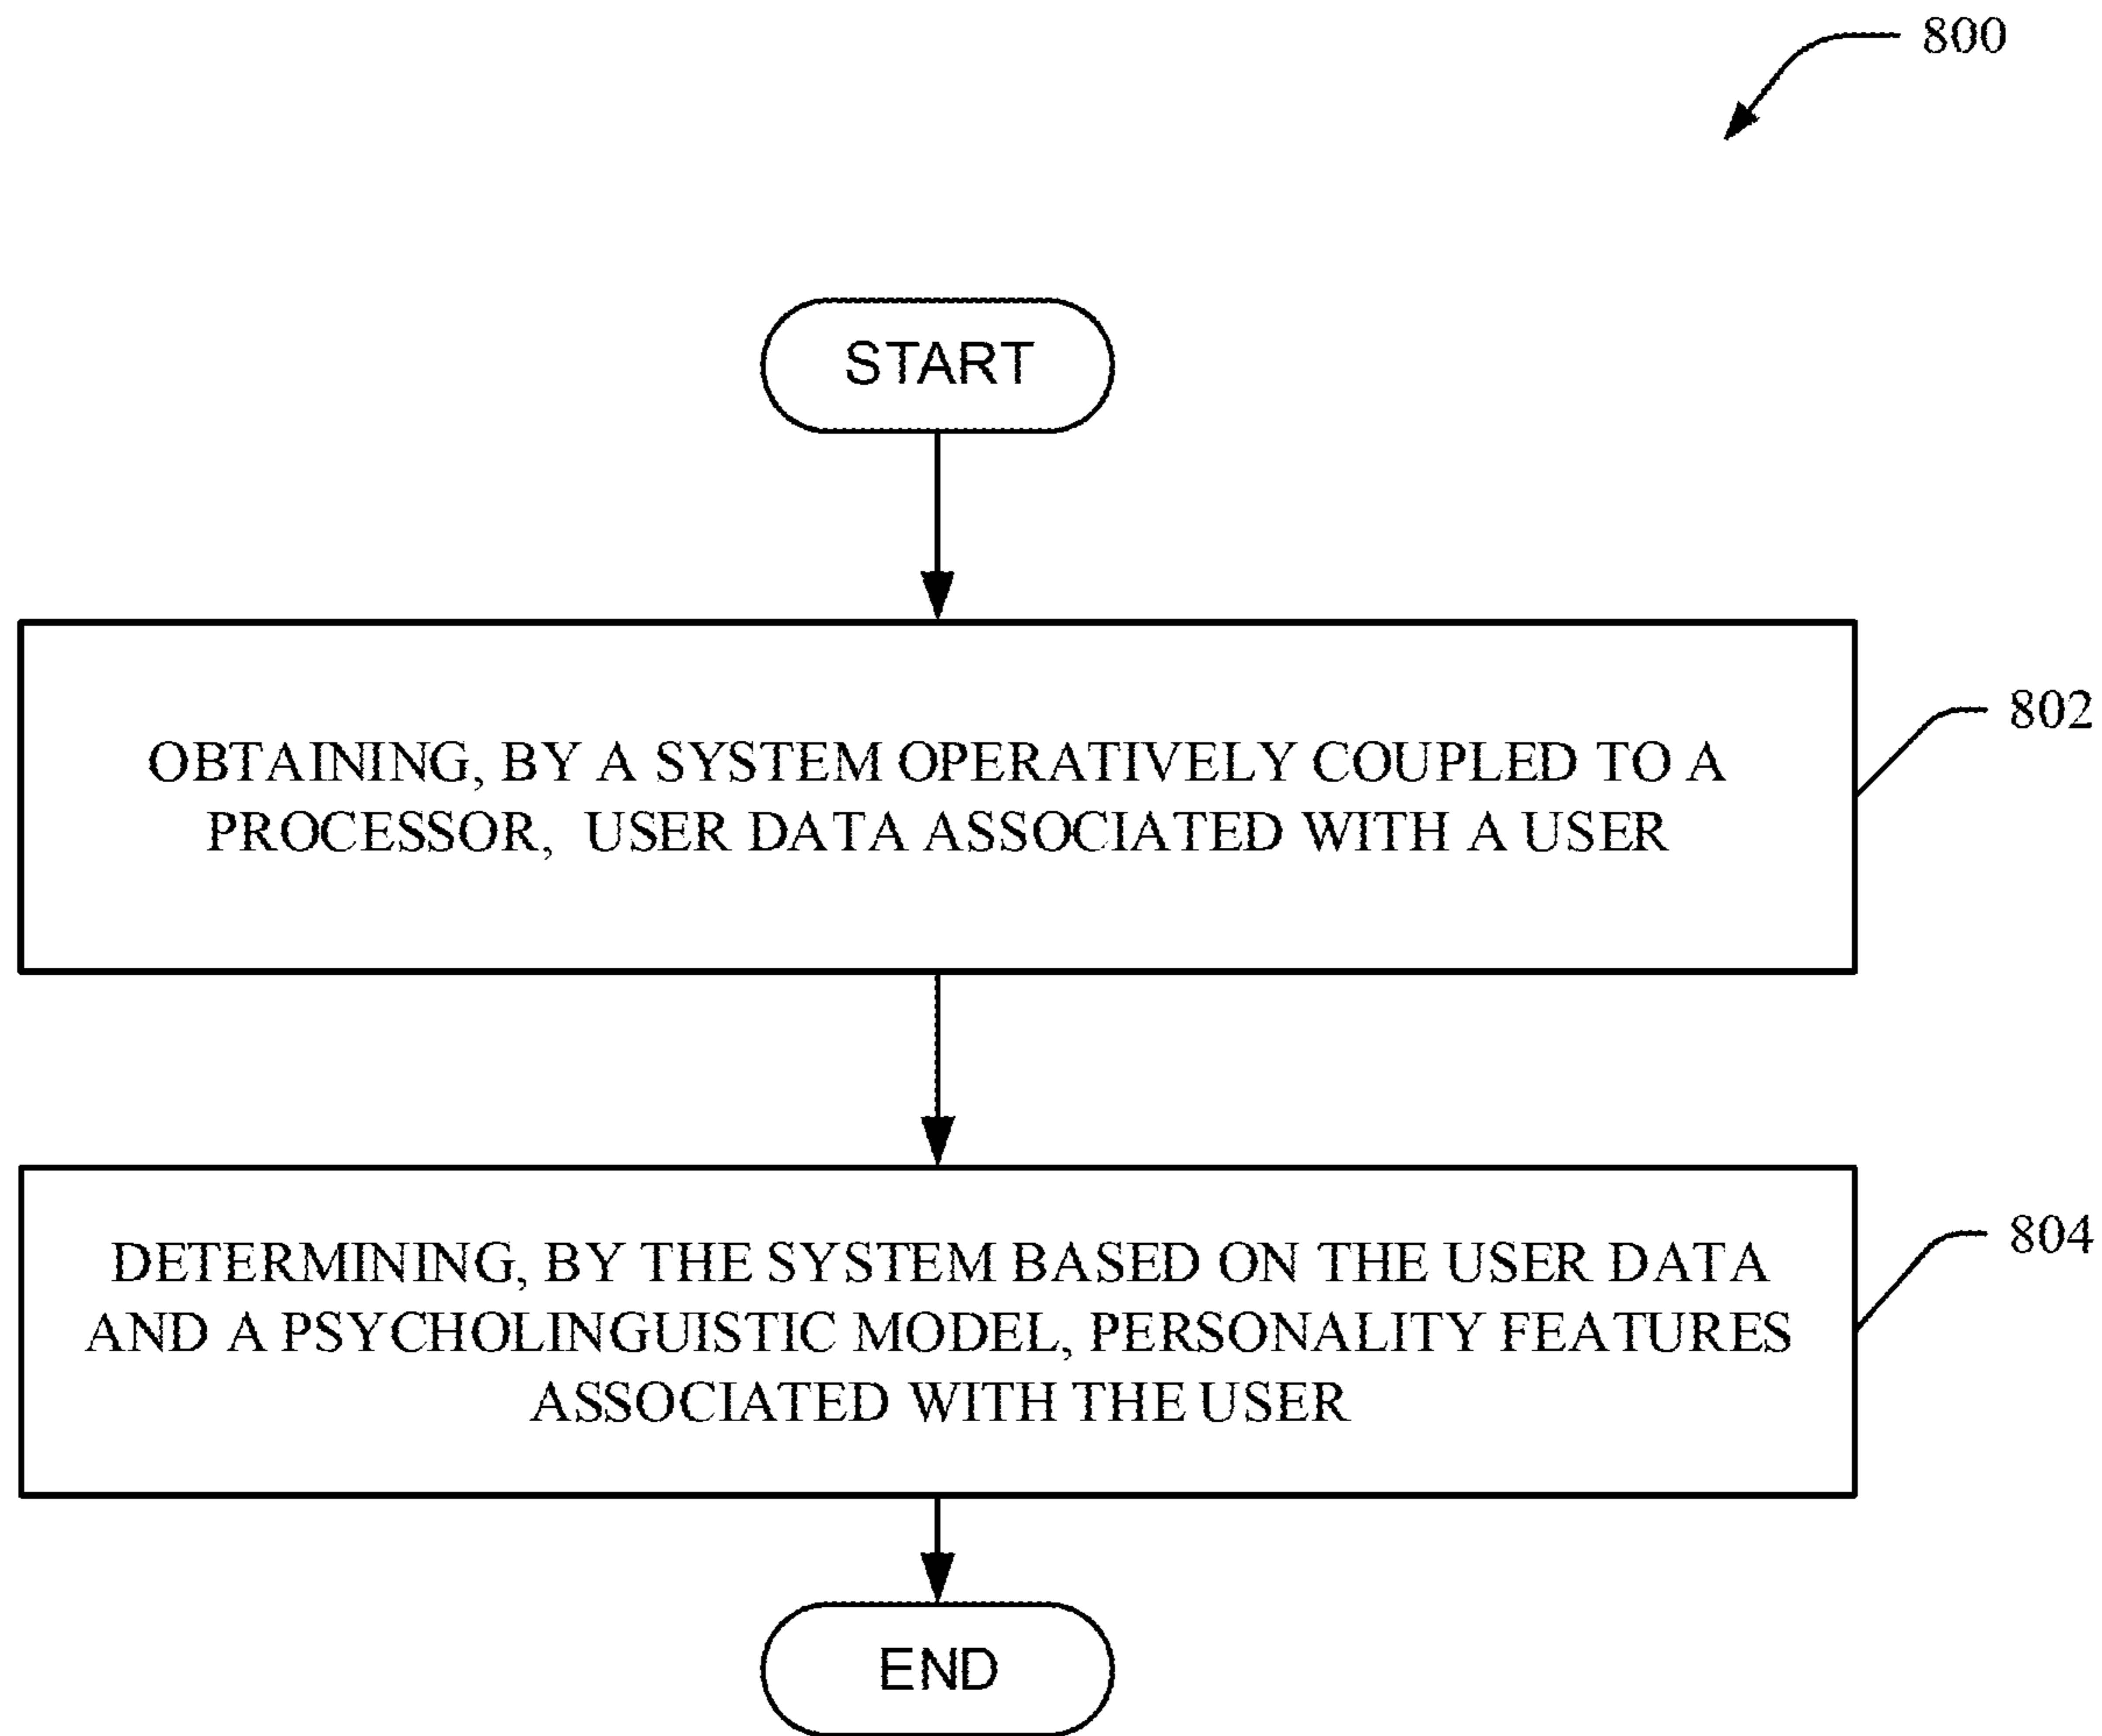 800
START
OBTAINING, BY A SYSTEM OPERATIVELY COUPLED TO A
PROCESSOR, USER DATA ASSOCIATED WITH A USER
802
DETERMINING, BY THE SYSTEM BASED ON THE USER DATA
AND A PSYCHOLINGUISTIC MODEL, PERSONALITY FEATURES
ASSOCIATED WITH THE USER
804
END